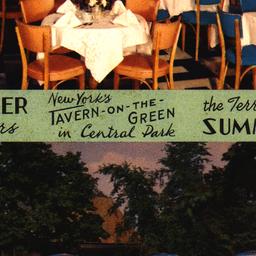 New York's
TAVERN-ON-THE-
GREEN
in Central Park
ER
rs
the Terr
SUMM